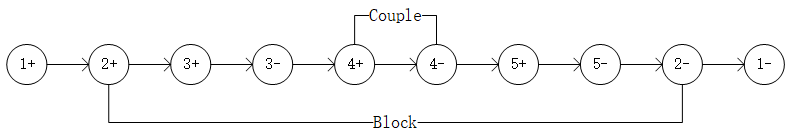 Couple
1+ 2+ 3+ 3- 4+ 4- 5+ 5- 2- 1-
Block